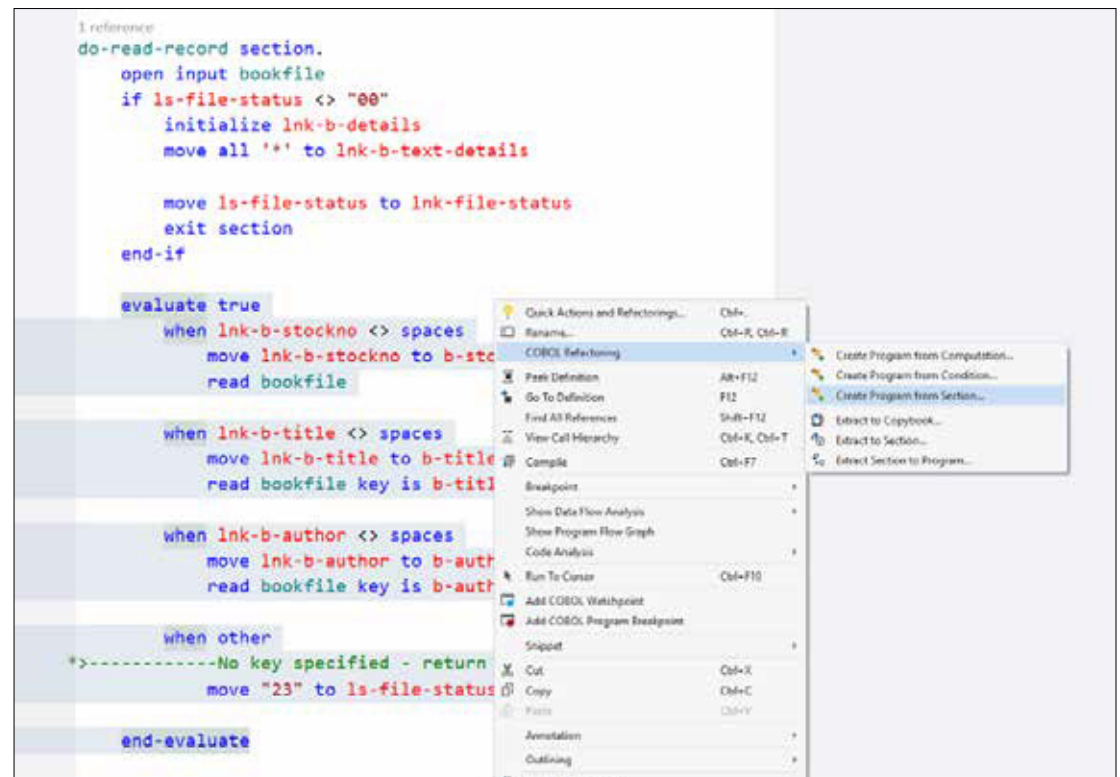 1 reference
do-read-record section.
open input bookfile
if ls-file-status <> "00"
initialize lnk-b-details
move all '*' to lnk-b-text-details
move ls-file-status to lnk-file-status
exit section
end-if
evaluate true
when lnk-b-stockno <> spaces
move lnk-b-stockno to b-sto
read bookfile
when lnk-b-title <> spaces
move lnk-b-title to b-title
read bookfile key is b-titl
when lnk-b-author <> spaces
move lnk-b-author to b-auth
read bookfile key is b-auth
when other
*>------------No key specified - return
move "23" to ls-file-status
end-evaluate
Quick Actions and Refactorings... Ctrl+.
Rename... Ctrl+R, Ctrl+R
COBOL Refactoring
Peek Definition Alt+F12
Go To Definition F12
Find All References Shift+F12
View Call Hierarchy Ctrl+K, Ctrl+T
Compile Ctrl+F7
Breakpoint
Show Data Flow Analysis
Show Program Flow Graph
Code Analysis
Run To Cursor Ctrl+F10
Add COBOL Watchpoint
Add COBOL Program Breakpoint
Snippet
Cut Ctrl+X
Copy Ctrl+C
Paste Ctrl+V
Annotation
Outlining
Create Program from Computation...
Create Program from Condition...
Create Program from Section...
Extract to Copybook...
Extract to Section...
Extract Section to Program...